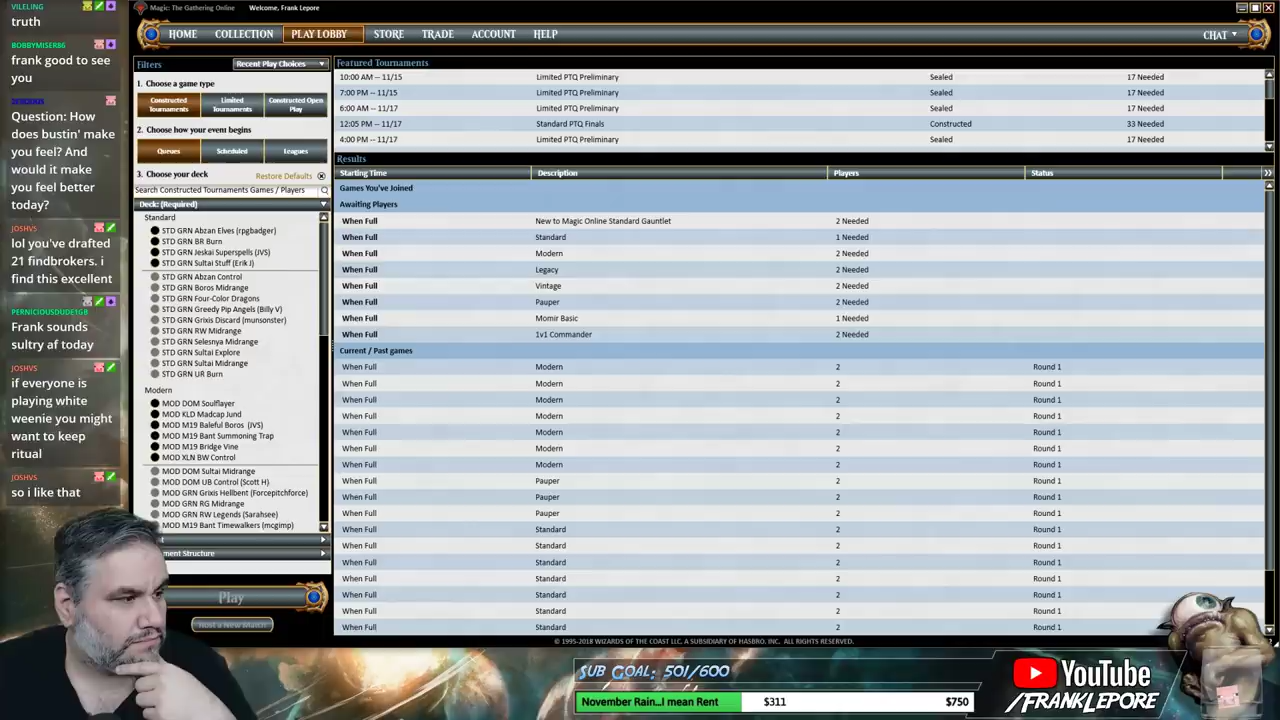 VILELING
truth
BOBBYMISER86
frank good to see
you
Question: How
does bustin' make
you feel? And
would it make
you feel better
today?
JOSHVS
lol you've drafted
21 findbrokers. i
find this excellent
PERNICIOUSDUDE1GB
Frank sounds
sultry af today
JOSHVS
if everyone is
playing white
weenie you might
want to keep
ritual
JOSHVS
so i like that
Magic: The Gathering Online
Welcome, Frank Lepore
HOME COLLECTION PLAY LOBBY STORE TRADE ACCOUNT HELP
CHAT
Filters
Recent Play Choices
1. Choose a game type
Constructed Tournaments
Limited Tournaments
Constructed Open Play
2. Choose how your event begins
Queues
Scheduled
Leagues
3. Choose your deck
Restore Defaults
Search Constructed Tournaments Games / Players
Deck: (Required)
Standard
STD GRN Abzan Elves (rpgbadger)
STD GRN BR Burn
STD GRN Jeskai Superspells (JVS)
STD GRN Sultai Stuff (Erik J)
STD GRN Abzan Control
STD GRN Boros Midrange
STD GRN Four-Color Dragons
STD GRN Greedy Pip Angels (Billy V)
STD GRN Grixis Discard (munsonster)
STD GRN RW Midrange
STD GRN Selesnya Midrange
STD GRN Sultai Explore
STD GRN Sultai Midrange
STD GRN UR Burn
Modern
MOD DOM Soulflayer
MOD KLD Madcap Jund
MOD M19 Baleful Boros (JVS)
MOD M19 Bant Summoning Trap
MOD M19 Bridge Vine
MOD XLN BW Control
MOD DOM Sultai Midrange
MOD DOM UB Control (Scott H)
MOD GRN Grixis Hellbent (Forcepitchforce)
MOD GRN RG Midrange
MOD GRN RW Legends (Sarahsee)
MOD M19 Bant Timewalkers (mcgimp)
ment Structure
Play
Host a New Match
Featured Tournaments
10:00 AM -- 11/15 Limited PTQ Preliminary Sealed 17 Needed
7:00 PM -- 11/15 Limited PTQ Preliminary Sealed 17 Needed
6:00 AM -- 11/17 Limited PTQ Preliminary Sealed 17 Needed
12:05 PM -- 11/17 Standard PTQ Finals Constructed 33 Needed
4:00 PM -- 11/17 Limited PTQ Preliminary Sealed 17 Needed
Results
Starting Time Description Players Status
Games You've Joined
Awaiting Players
When Full New to Magic Online Standard Gauntlet 2 Needed
When Full Standard 1 Needed
When Full Modern 2 Needed
When Full Legacy 2 Needed
When Full Vintage 2 Needed
When Full Pauper 2 Needed
When Full Momir Basic 1 Needed
When Full 1v1 Commander 2 Needed
Current / Past games
When Full Modern 2 Round 1
When Full Modern 2 Round 1
When Full Modern 2 Round 1
When Full Modern 2 Round 1
When Full Modern 2 Round 1
When Full Modern 2 Round 1
When Full Modern 2 Round 1
When Full Pauper 2 Round 1
When Full Pauper 2 Round 1
When Full Pauper 2 Round 1
When Full Standard 2 Round 1
When Full Standard 2 Round 1
When Full Standard 2 Round 1
When Full Standard 2 Round 1
When Full Standard 2 Round 1
When Full Standard 2 Round 1
When Full Standard 2 Round 1
© 1995-2018 WIZARDS OF THE COAST LLC, A SUBSIDIARY OF HASBRO, INC. ALL RIGHTS RESERVED.
SUB GOAL: 501/600
November Rain...I mean Rent $311 $750
YouTube
/FRANKLEPORE